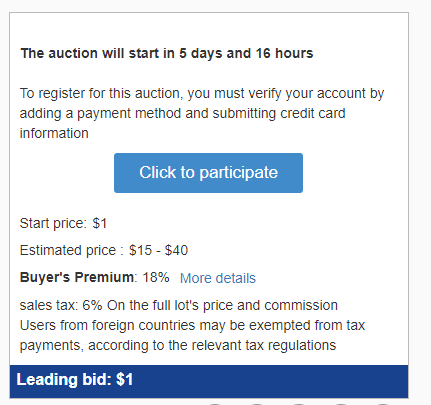 The auction will start in 5 days and 16 hours
To register for this auction, you must verify your account by
adding a payment method and submitting credit card
information
Click to participate
Start price: $1
Estimated price : $15 - $40
Buyer's Premium: 18% More details
sales tax: 6% On the full lot's price and commission
Users from foreign countries may be exempted from tax
payments, according to the relevant tax regulations
Leading bid: $1